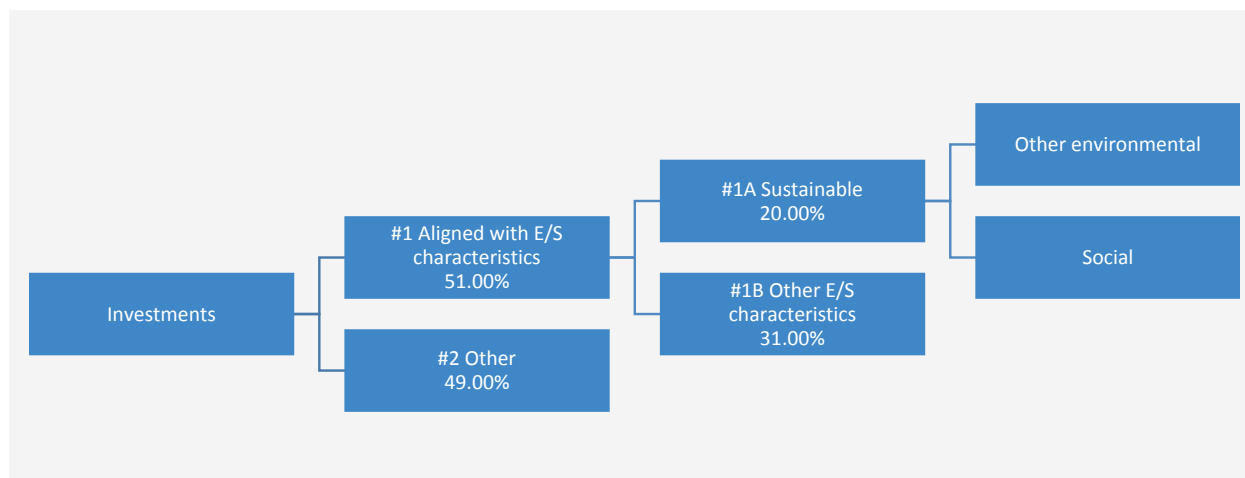 Investments
#1 Aligned with E/S
characteristics
51.00%
#2 Other
49.00%
#1A Sustainable
20.00%
#1B Other E/S
characteristics
31.00%
Other environmental
Social